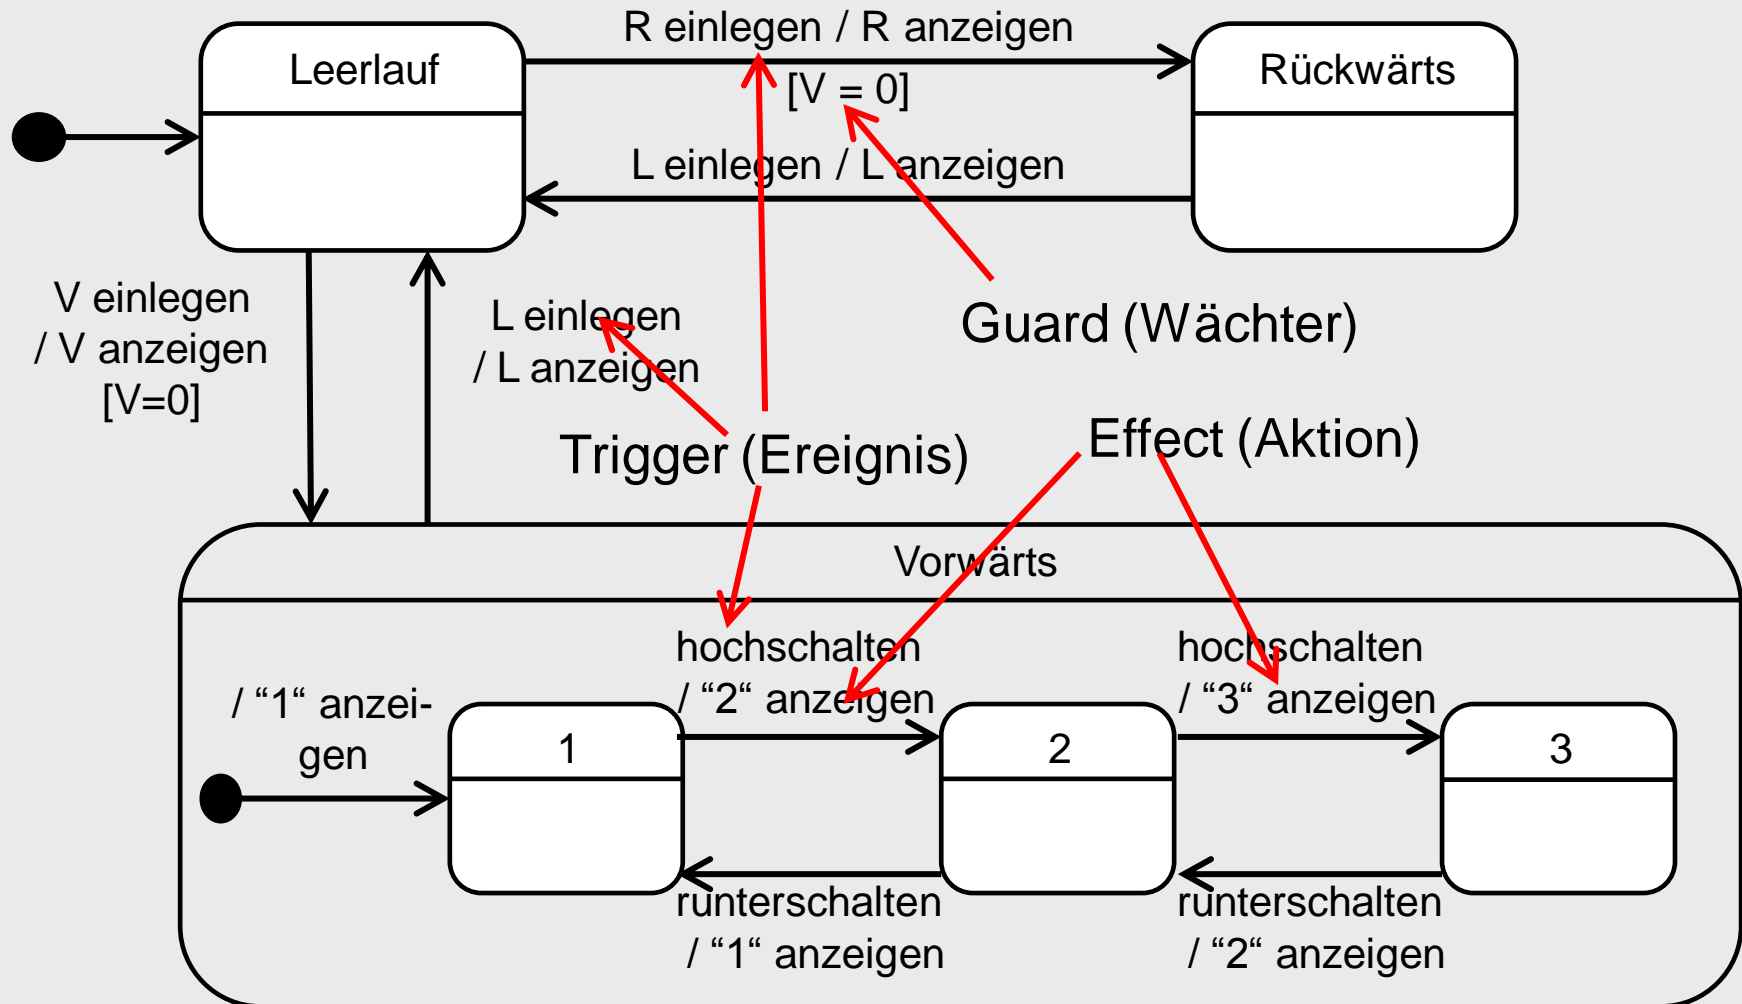 R einlegen / R anzeigen
Leerlauf
Rückwärts
[V = 0]
L einlegen / L anzeigen
V einlegen
/ V anzeigen
[V=0]
L einlegen
/ L anzeigen
Guard (Wächter)
Trigger (Ereignis)
Effect (Aktion)
Vorwärts
/ “1“ anzei-
gen
hochschalten
/ “2“ anzeigen
hochschalten
/ “3“ anzeigen
1
2
3
runterschalten
/ “1“ anzeigen
runterschalten
/ “2“ anzeigen